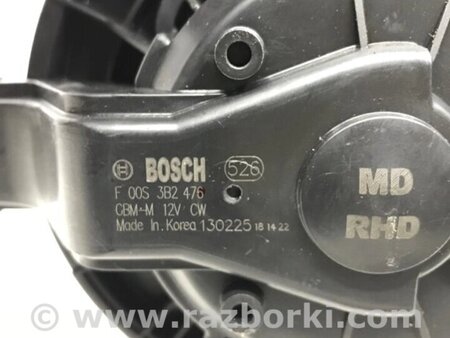 BOSCH 526
F 00S 3B2 476
CBM-M 12V CW
Made In. Korea 130225 18 14 22
MD
RHD
www.razborki.com